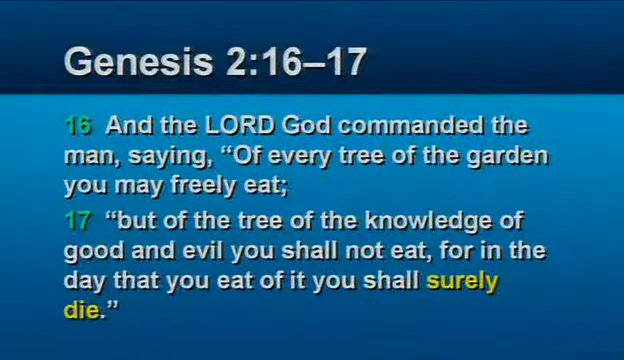 Genesis 2:16–17
16 And the LORD God commanded the
man, saying, “Of every tree of the garden
you may freely eat;
17 “but of the tree of the knowledge of
good and evil you shall not eat, for in the
day that you eat of it you shall surely
die.”